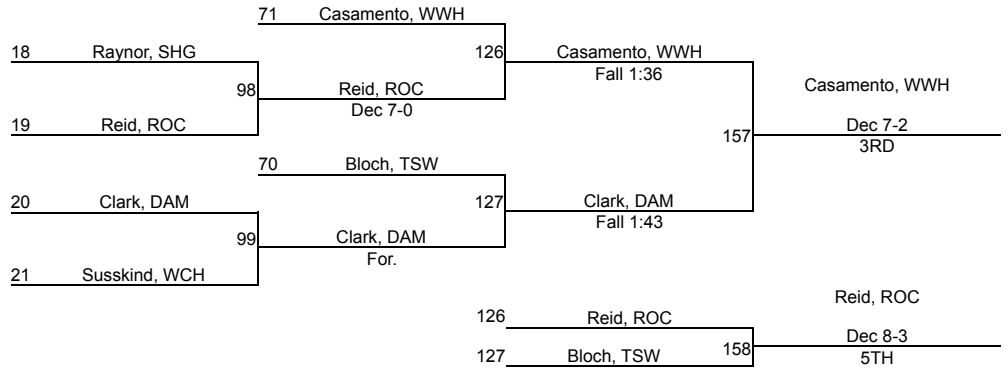 71 Casamento, WWH
18 Raynor, SHG
126 Casamento, WWH
Fall 1:36
98 Reid, ROC
Dec 7-0
Casamento, WWH
19 Reid, ROC
157 Dec 7-2
3RD
70 Bloch, TSW
20 Clark, DAM
127 Clark, DAM
Fall 1:43
99 Clark, DAM
For.
21 Susskind, WCH
Reid, ROC
126 Reid, ROC
158 Dec 8-3
5TH
127 Bloch, TSW